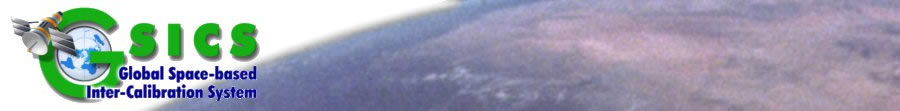 GSICS
Global Space-based
Inter-Calibration System